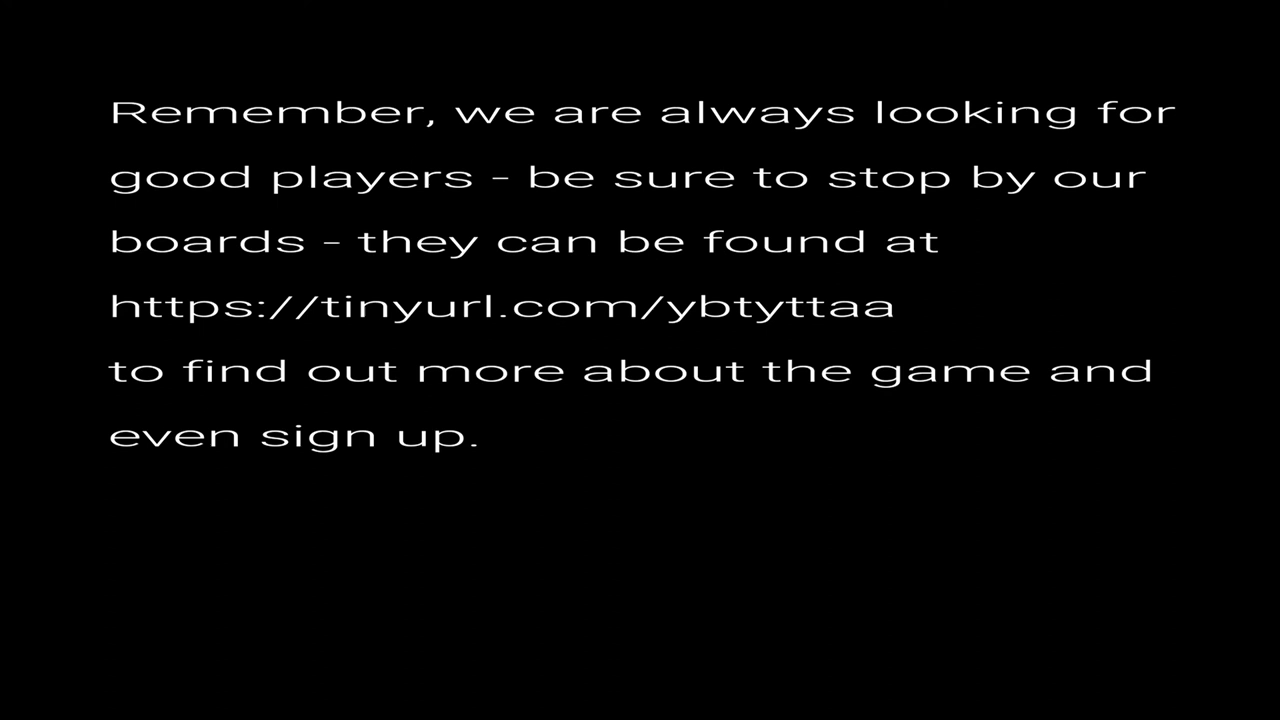 Remember, we are always looking for
good players - be sure to stop by our
boards - they can be found at
https://tinyurl.com/ybtyttaa
to find out more about the game and
even sign up.